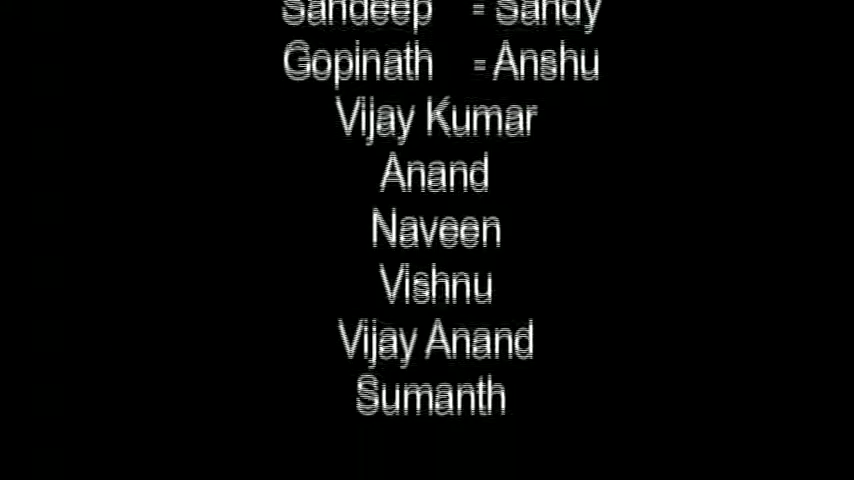 Sandeep = Sandy
Gopinath = Anshu
Vijay Kumar
Anand
Naveen
Vishnu
Vijay Anand
Sumanth